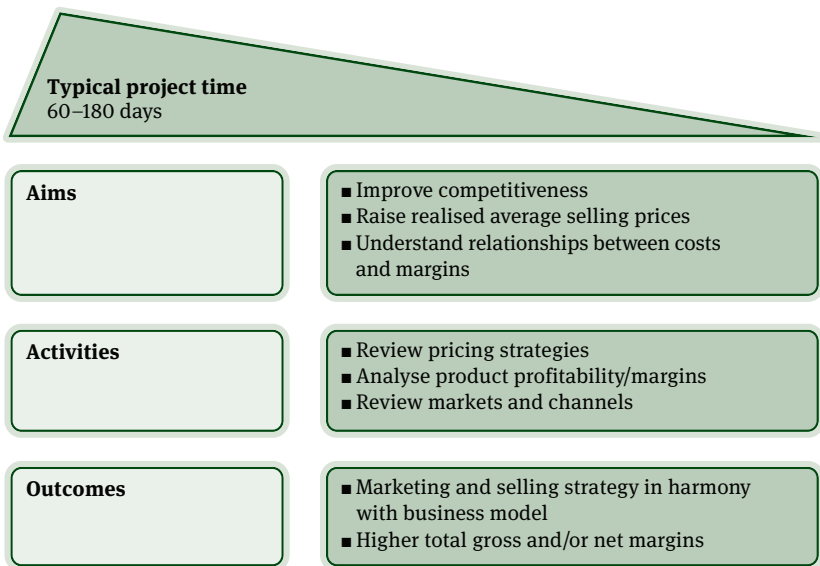 Typical project time
60–180 days
Aims
■ Improve competitiveness
■ Raise realised average selling prices
■ Understand relationships between costs
and margins
Activities
■ Review pricing strategies
■ Analyse product profitability/margins
■ Review markets and channels
Outcomes
■ Marketing and selling strategy in harmony
with business model
■ Higher total gross and/or net margins